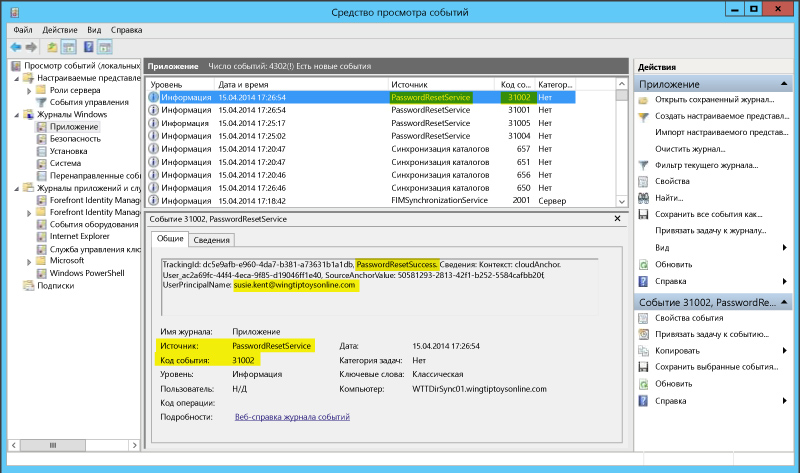 Средство просмотра событий
Файл Действие Вид Справка
Просмотр событий (локальных
Настраиваемые представле
Роли сервера
События управления
Журналы Windows
Приложение
Безопасность
Установка
Система
Перенаправленные собы
Журналы приложений и слу
Forefront Identity Manage
Forefront Identity Manage
События оборудования
Internet Explorer
Служба управления клю
Microsoft
Windows PowerShell
Подписки
Приложение Число событий: 4302(!) Есть новые события
Уровень Дата и время Источник Код со... Категор...
Информация 15.04.2014 17:26:54 PasswordResetService 31002 Нет
Информация 15.04.2014 17:26:54 PasswordResetService 31001 Нет
Информация 15.04.2014 17:25:17 PasswordResetService 31005 Нет
Информация 15.04.2014 17:25:02 PasswordResetService 31004 Нет
Информация 15.04.2014 17:20:47 Синхронизация каталогов 657 Нет
Информация 15.04.2014 17:20:47 Синхронизация каталогов 651 Нет
Информация 15.04.2014 17:20:47 Синхронизация каталогов 656 Нет
Информация 15.04.2014 17:26:46 Синхронизация каталогов 650 Нет
Информация 15.04.2014 17:18:42 FIMSynchronizationService 2001 Сервер
Событие 31002, PasswordResetService
Общие Сведения
TrackingId: dc5e9afb-e960-4da7-b381-a73631b1a1db, PasswordResetSuccess. Сведения: Контекст: cloudAnchor.
User_ac2a69fc-44f4-4eca-9f85-d19046ff1e40, SourceAnchorValue: 50581293-2813-42f1-b252-5584cafbb20f,
UserPrincipalName: susie.kent@wingtiptoysonline.com
Имя журнала: Приложение
Источник: PasswordResetService Дата: 15.04.2014 17:26:54
Код события: 31002 Категория задач: Нет
Уровень: Информация Ключевые слова: Классическая
Пользователь: Н/Д Компьютер: WTTDirSync01.wingtiptoysonline.com
Код операции:
Подробности: Веб-справка журнала событий
Действия
Приложение
Открыть сохраненный журнал...
Создать настраиваемое представл..
Импорт настраиваемого представ...
Очистить журнал...
Фильтр текущего журнала...
Свойства
Найти...
Сохранить все события как...
Привязать задачу к журналу...
Вид
Обновить
Справка
Событие 31002, PasswordRe...
Свойства события
Привязать задачу к событию...
Копировать
Сохранить выбранные события...
Обновить
Справка